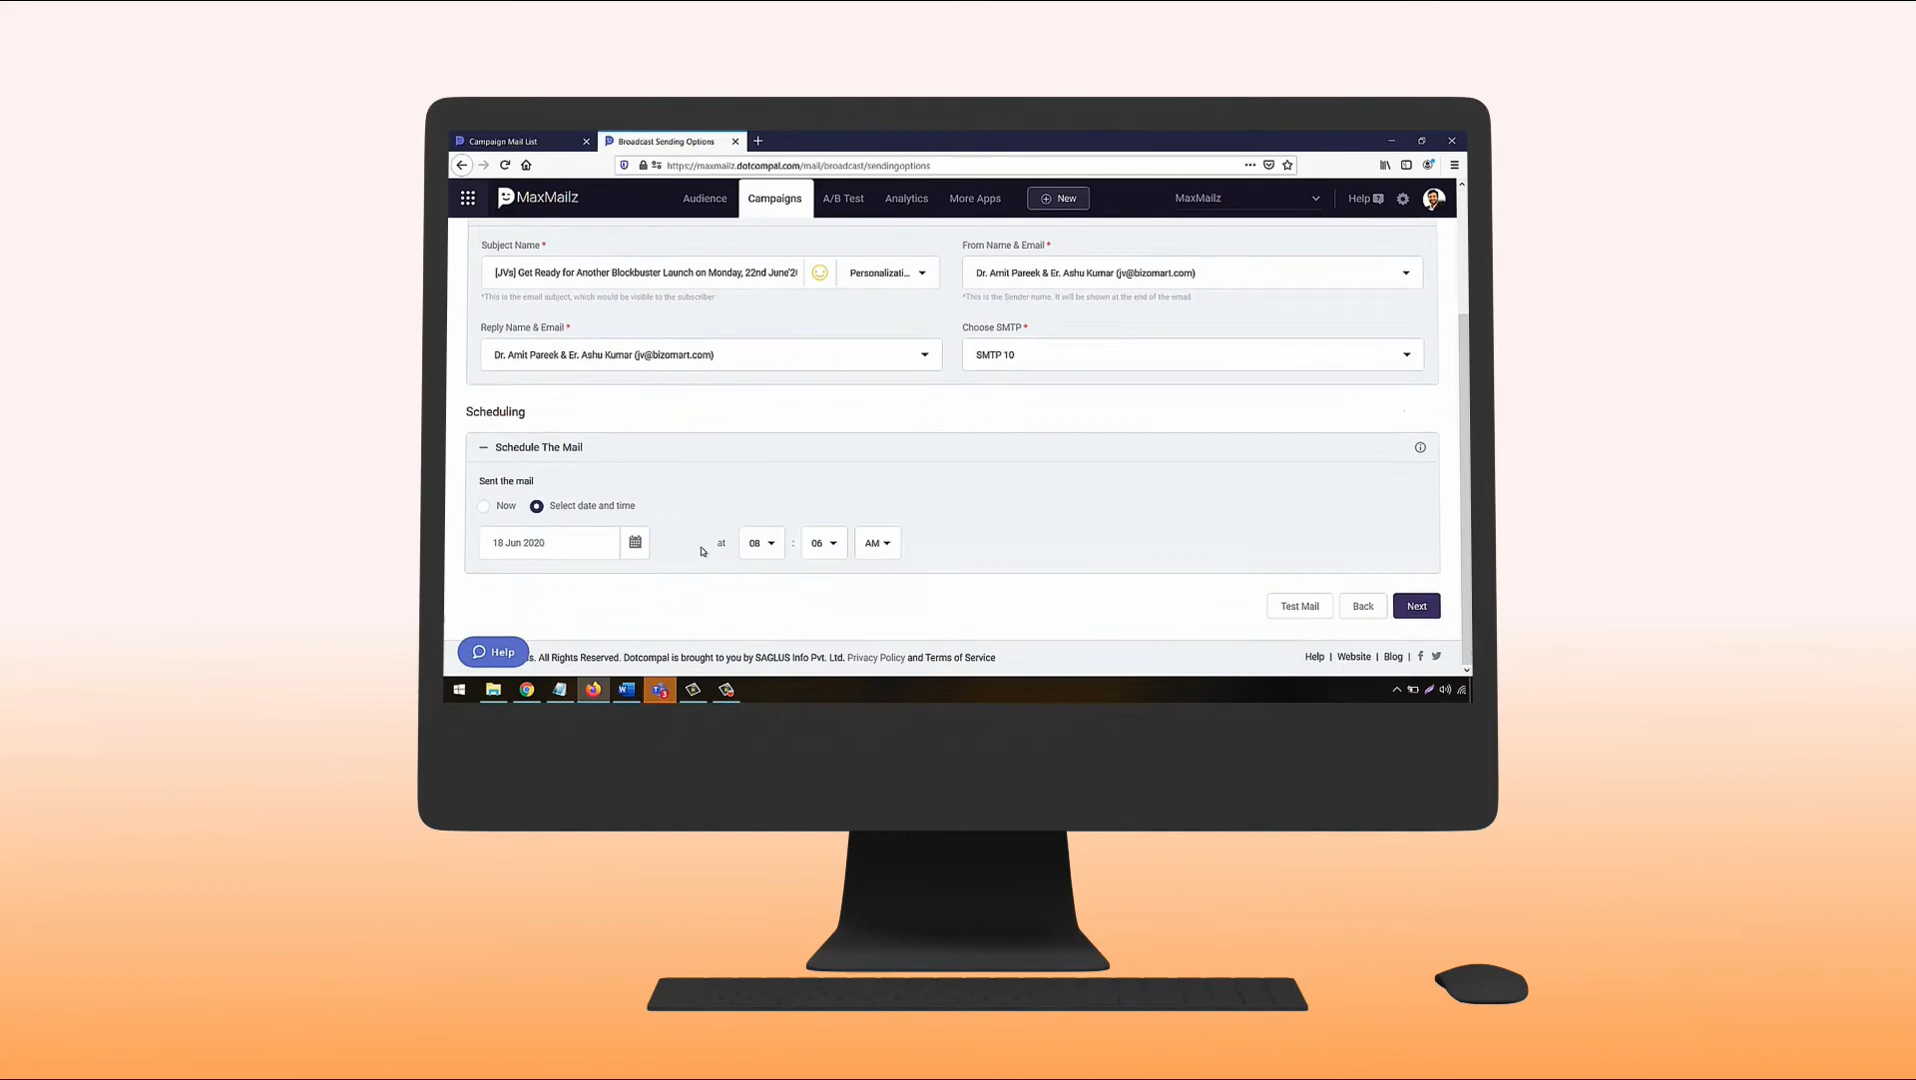 Campaign Mail List
Broadcast Sending Options
https://maxmailz.dotcompal.com/mail/broadcast/sendingoptions
MaxMailz
Audience
Campaigns
A/B Test
Analytics
More Apps
New
MaxMailz
Help
Subject Name *
From Name & Email *
[JVs] Get Ready for Another Blockbuster Launch on Monday, 22nd June'2
Personalizati...
Dr. Amit Pareek & Er. Ashu Kumar (jv@bizomart.com)
*This is the email subject, which would be visible to the subscriber
*This is the Sender name. It will be shown at the end of the email
Reply Name & Email *
Choose SMTP *
Dr. Amit Pareek & Er. Ashu Kumar (jv@bizomart.com)
SMTP 10
Scheduling
Schedule The Mail
Sent the mail
Now
Select date and time
18 Jun 2020
at
08
:
06
AM
Test Mail
Back
Next
Help
s. All Rights Reserved. Dotcompal is brought to you by SAGLUS Info Pvt. Ltd. Privacy Policy and Terms of Service
Help | Website | Blog |